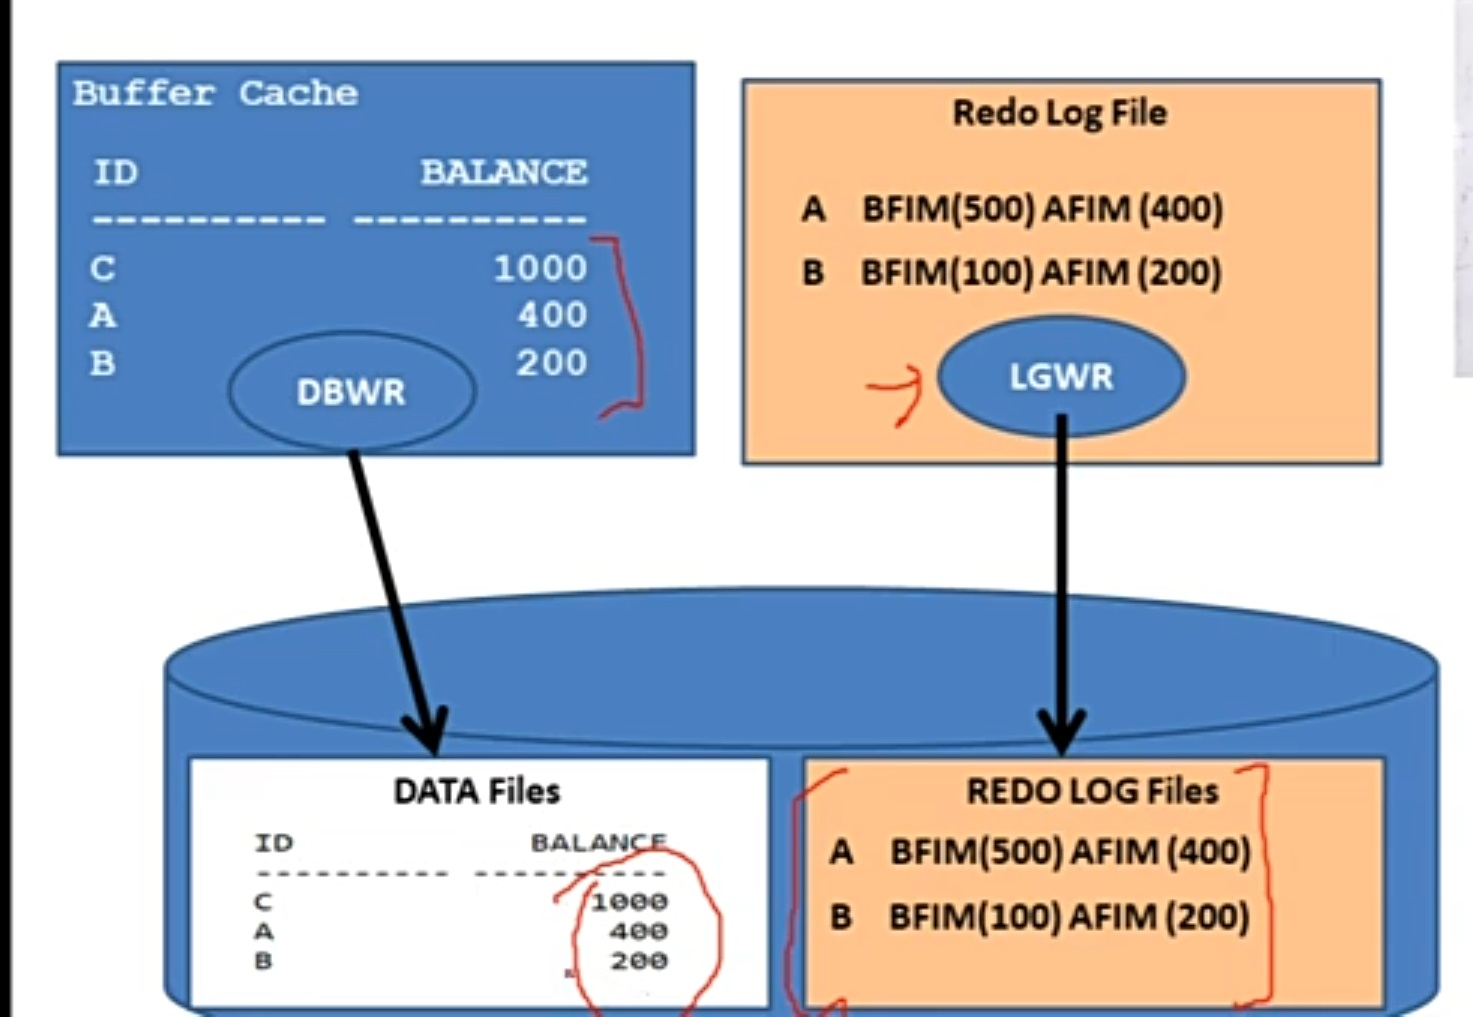 Buffer Cache
ID BALANCE
---------- ----------
C 1000
A 400
B 200
DBWR
Redo Log File
A BFIM(500) AFIM (400)
B BFIM(100) AFIM (200)
LGWR
DATA Files
ID BALANCE
---------- ----------
C 1000
A 400
B 200
REDO LOG Files
A BFIM(500) AFIM (400)
B BFIM(100) AFIM (200)